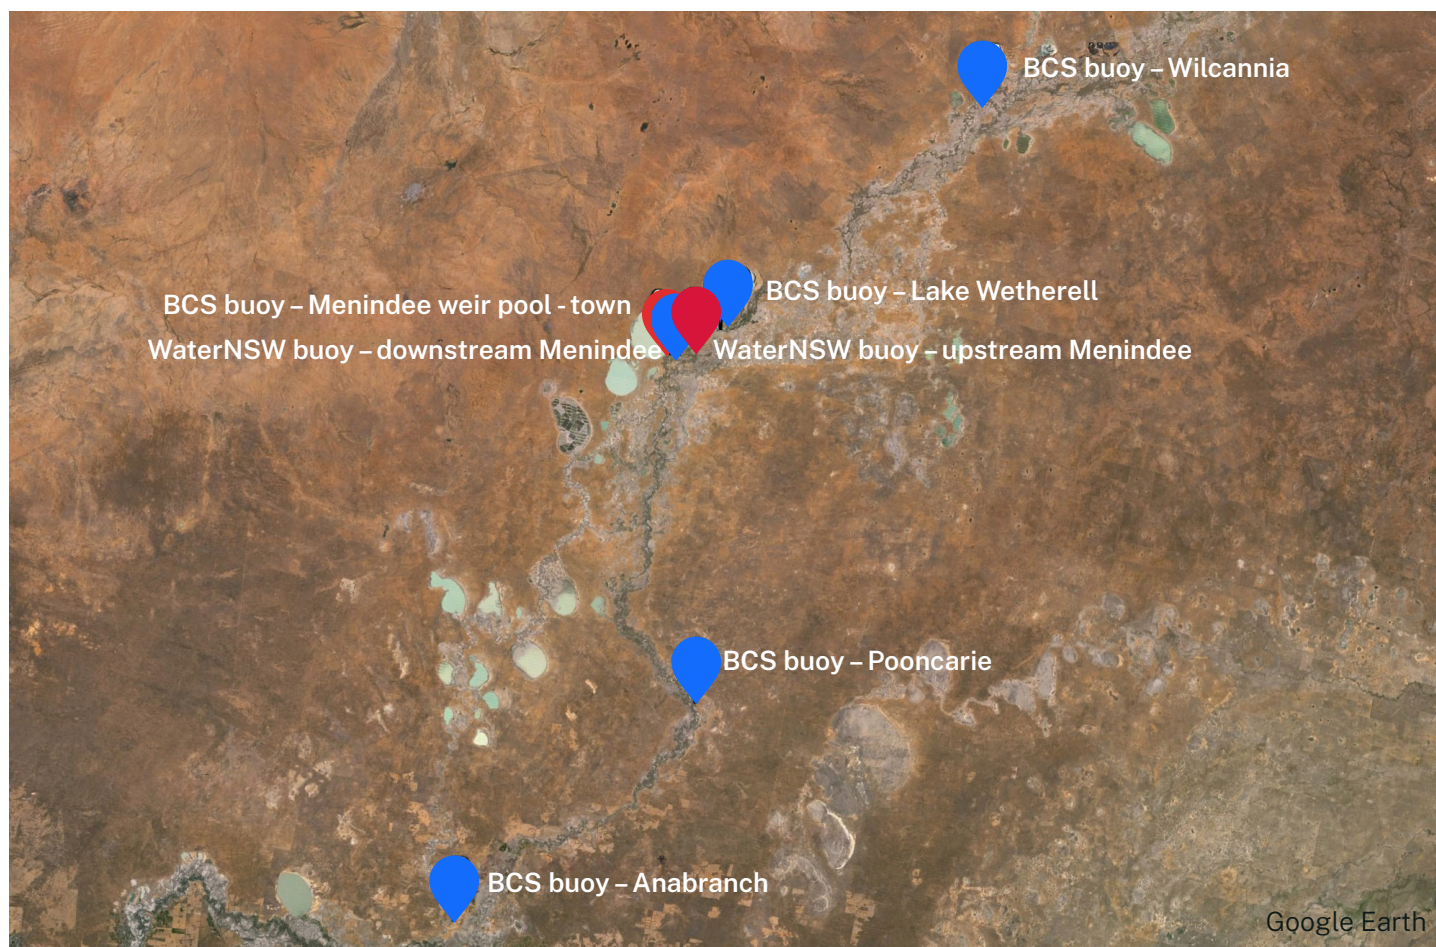 BCS buoy – Wilcannia
BCS buoy – Lake Wetherell
BCS buoy – Menindee weir pool - town
WaterNSW buoy – downstream Menindee
WaterNSW buoy – upstream Menindee
BCS buoy – Pooncarie
BCS buoy – Anabranch
Google Earth